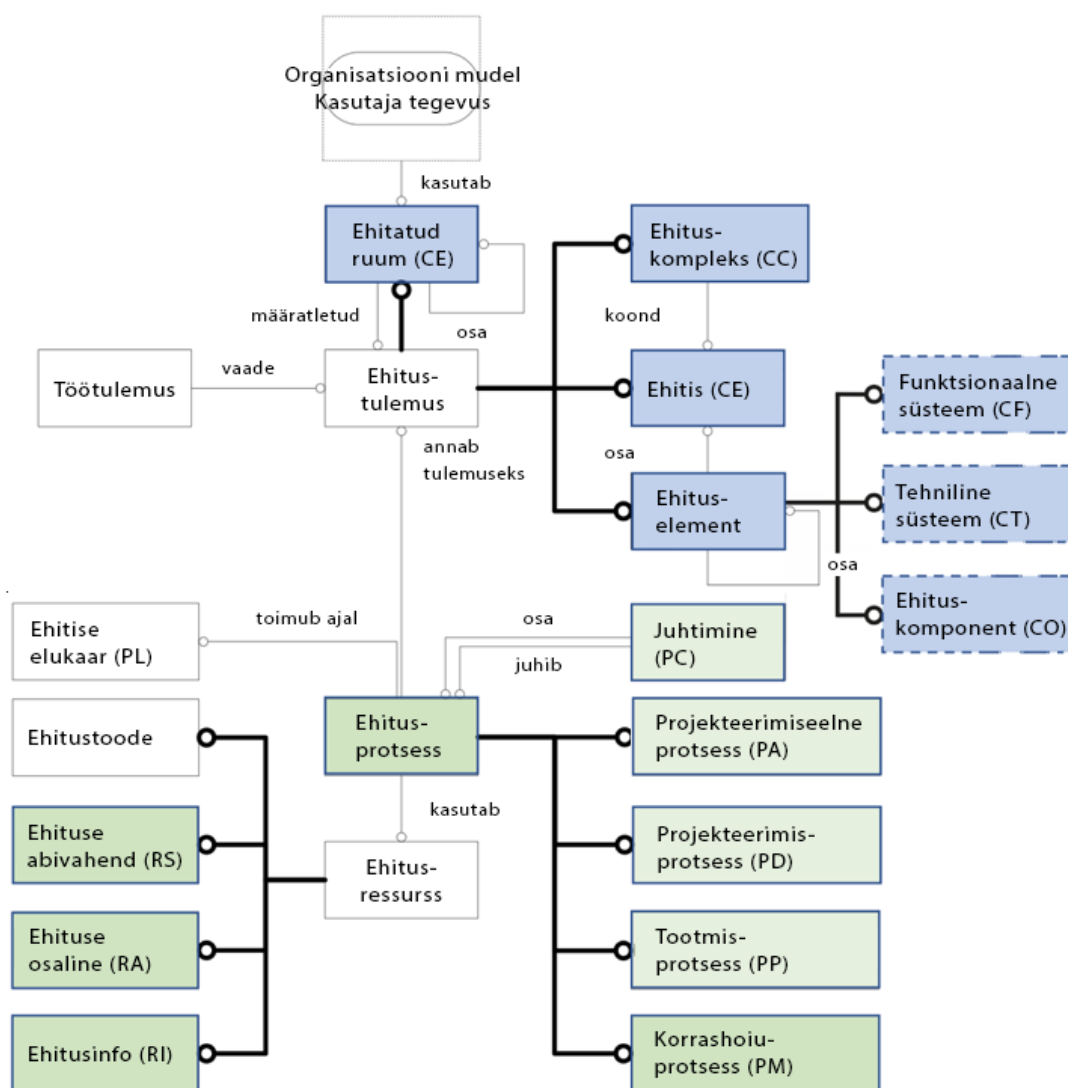 Organisatsiooni mudel
Kasutaja tegevus
kasutab
Ehitatud
ruum (CE)
Ehitus-
kompleks (CC)
määratletud
osa
koond
Töötulemus
vaade
Ehitus-
tulemus
Ehitis (CE)
Funktsionaalne
süsteem (CF)
annab
tulemuseks
osa
Ehitus-
element
Tehniline
süsteem (CT)
osa
Ehitus-
komponent (CO)
Ehitise
elukaar (PL)
toimub ajal
osa
juhib
Juhtimine
(PC)
Ehitustoode
Ehitus-
protsess
Projekteerimiseelne
protsess (PA)
kasutab
Ehituse
abivahend (RS)
Ehitus-
ressurss
Projekteerimis-
protsess (PD)
Ehituse
osaline (RA)
Tootmis-
protsess (PP)
Ehitusinfo (RI)
Korrashoiu-
protsess (PM)